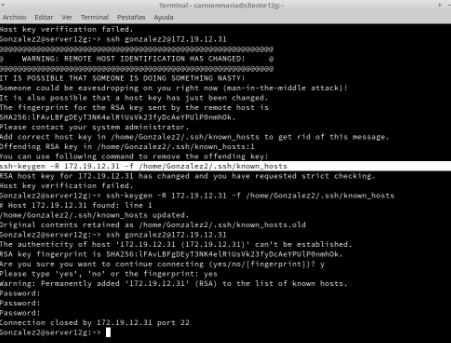 Terminal - carmenmaria@cliente12g:~
Archivo Editar Ver Terminal Pestañas Ayuda
Host key verification failed.
Gonzalez2@server12g:~> ssh gonzalez2@172.19.12.31
@@@@@@@@@@@@@@@@@@@@@@@@@@@@@@@@@@@@@@@@@@@@@@@@@@@@@@@@@@@
@ WARNING: REMOTE HOST IDENTIFICATION HAS CHANGED! @
@@@@@@@@@@@@@@@@@@@@@@@@@@@@@@@@@@@@@@@@@@@@@@@@@@@@@@@@@@@
IT IS POSSIBLE THAT SOMEONE IS DOING SOMETHING NASTY!
Someone could be eavesdropping on you right now (man-in-the-middle attack)!
It is also possible that a host key has just been changed.
The fingerprint for the RSA key sent by the remote host is
SHA256:lFAvLBFgDEyT3NK4elRiUsVk23fyDcAeYPUlP0nmhOk.
Please contact your system administrator.
Add correct host key in /home/Gonzalez2/.ssh/known_hosts to get rid of this message.
Offending RSA key in /home/Gonzalez2/.ssh/known_hosts:1
You can use following command to remove the offending key:
ssh-keygen -R 172.19.12.31 -f /home/Gonzalez2/.ssh/known_hosts
RSA host key for 172.19.12.31 has changed and you have requested strict checking.
Host key verification failed.
Gonzalez2@server12g:~> ssh-keygen -R 172.19.12.31 -f /home/Gonzalez2/.ssh/known_hosts
# Host 172.19.12.31 found: line 1
/home/Gonzalez2/.ssh/known_hosts updated.
Original contents retained as /home/Gonzalez2/.ssh/known_hosts.old
Gonzalez2@server12g:~> ssh gonzalez2@172.19.12.31
The authenticity of host '172.19.12.31 (172.19.12.31)' can't be established.
RSA key fingerprint is SHA256:lFAvLBFgDEyT3NK4elRiUsVk23fyDcAeYPUlP0nmhOk.
Are you sure you want to continue connecting (yes/no/[fingerprint])? y
Please type 'yes', 'no' or the fingerprint: yes
Warning: Permanently added '172.19.12.31' (RSA) to the list of known hosts.
Password:
Password:
Password:
Connection closed by 172.19.12.31 port 22
Gonzalez2@server12g:~>